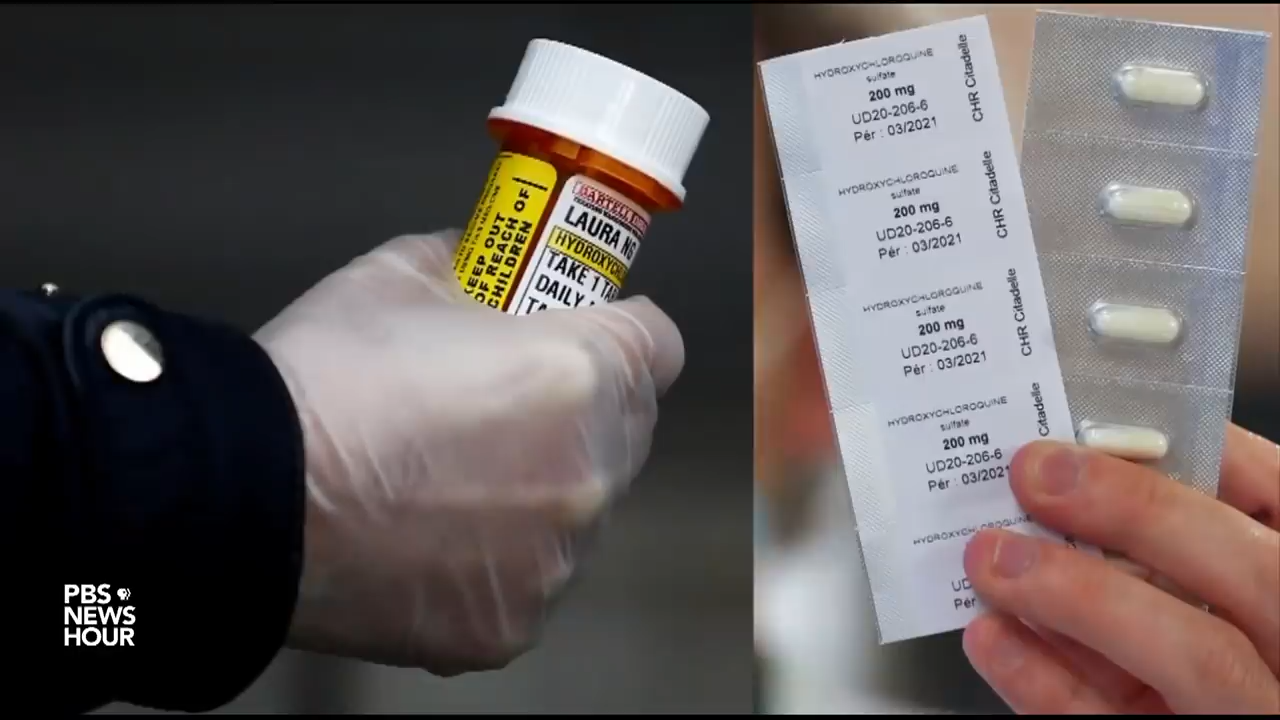 KEEP OUT
OF REACH OF
CHILDREN
BARTELL
LAURA
TAKE 1
DAILY
HYDROXYCHLOROQUINE
sulfate
200 mg
UD20-206-6
Pér : 03/2021
CHR Citadelle
HYDROXYCHLOROQUINE
sulfate
200 mg
UD20-206-6
Pér : 03/2021
CHR Citadelle
HYDROXYCHLOROQUINE
sulfate
200 mg
UD20-206-6
Pér : 03/2021
CHR Citadelle
HYDROXYCHLOROQUINE
sulfate
200 mg
UD20-206-6
Pér : 03/2021
Citadelle
HYDROXYCHLOROQUINE
UD
Pér
PBS
NEWS
HOUR